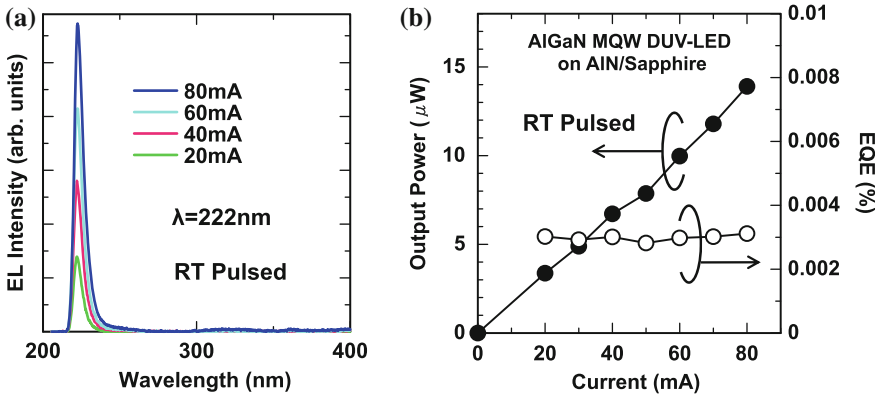 (a)
EL Intensity (arb. units)
80mA
60mA
40mA
20mA
λ=222nm
RT Pulsed
200
300
400
Wavelength (nm)
(b)
Output Power (μW)
15
10
5
0
AlGaN MQW DUV-LED
on AlN/Sapphire
RT Pulsed
0.01
0.008
0.006
0.004
0.002
0
EQE (%)
0
20
40
60
80
Current (mA)